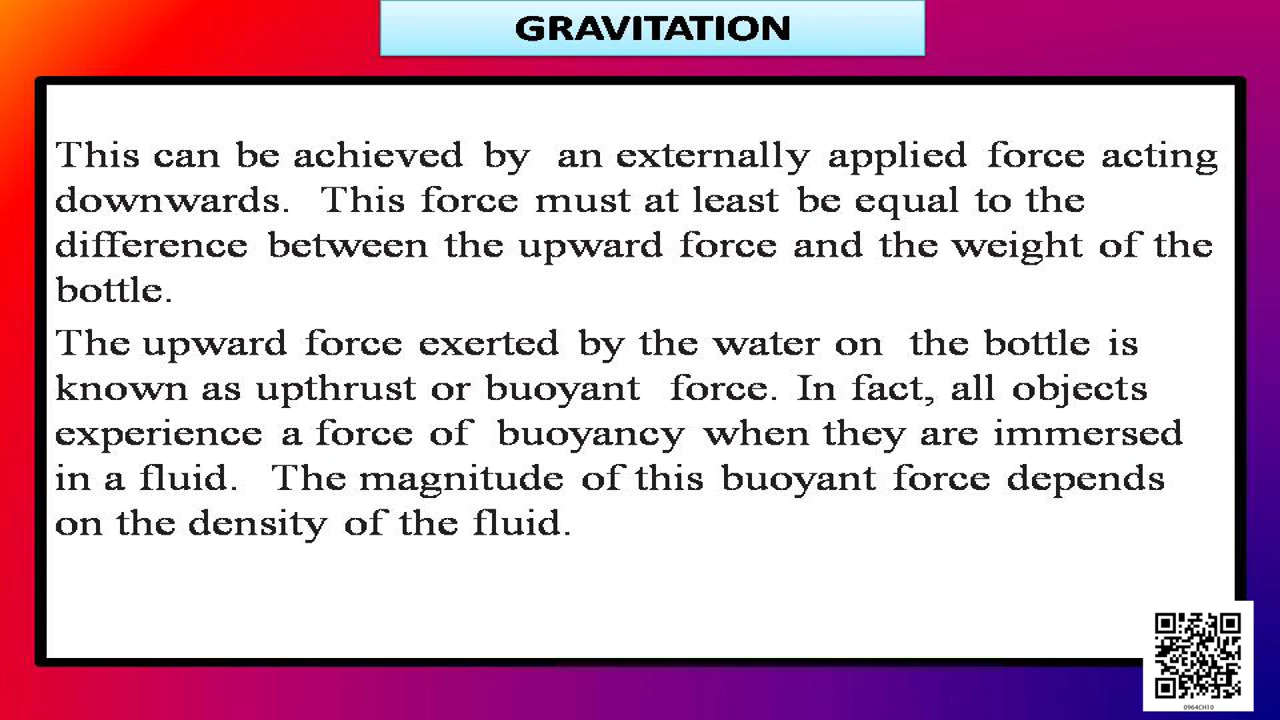 GRAVITATION
This can be achieved by an externally applied force acting
downwards. This force must at least be equal to the
difference between the upward force and the weight of the
bottle.
The upward force exerted by the water on the bottle is
known as upthrust or buoyant force. In fact, all objects
experience a force of buoyancy when they are immersed
in a fluid. The magnitude of this buoyant force depends
on the density of the fluid.
0964CH10